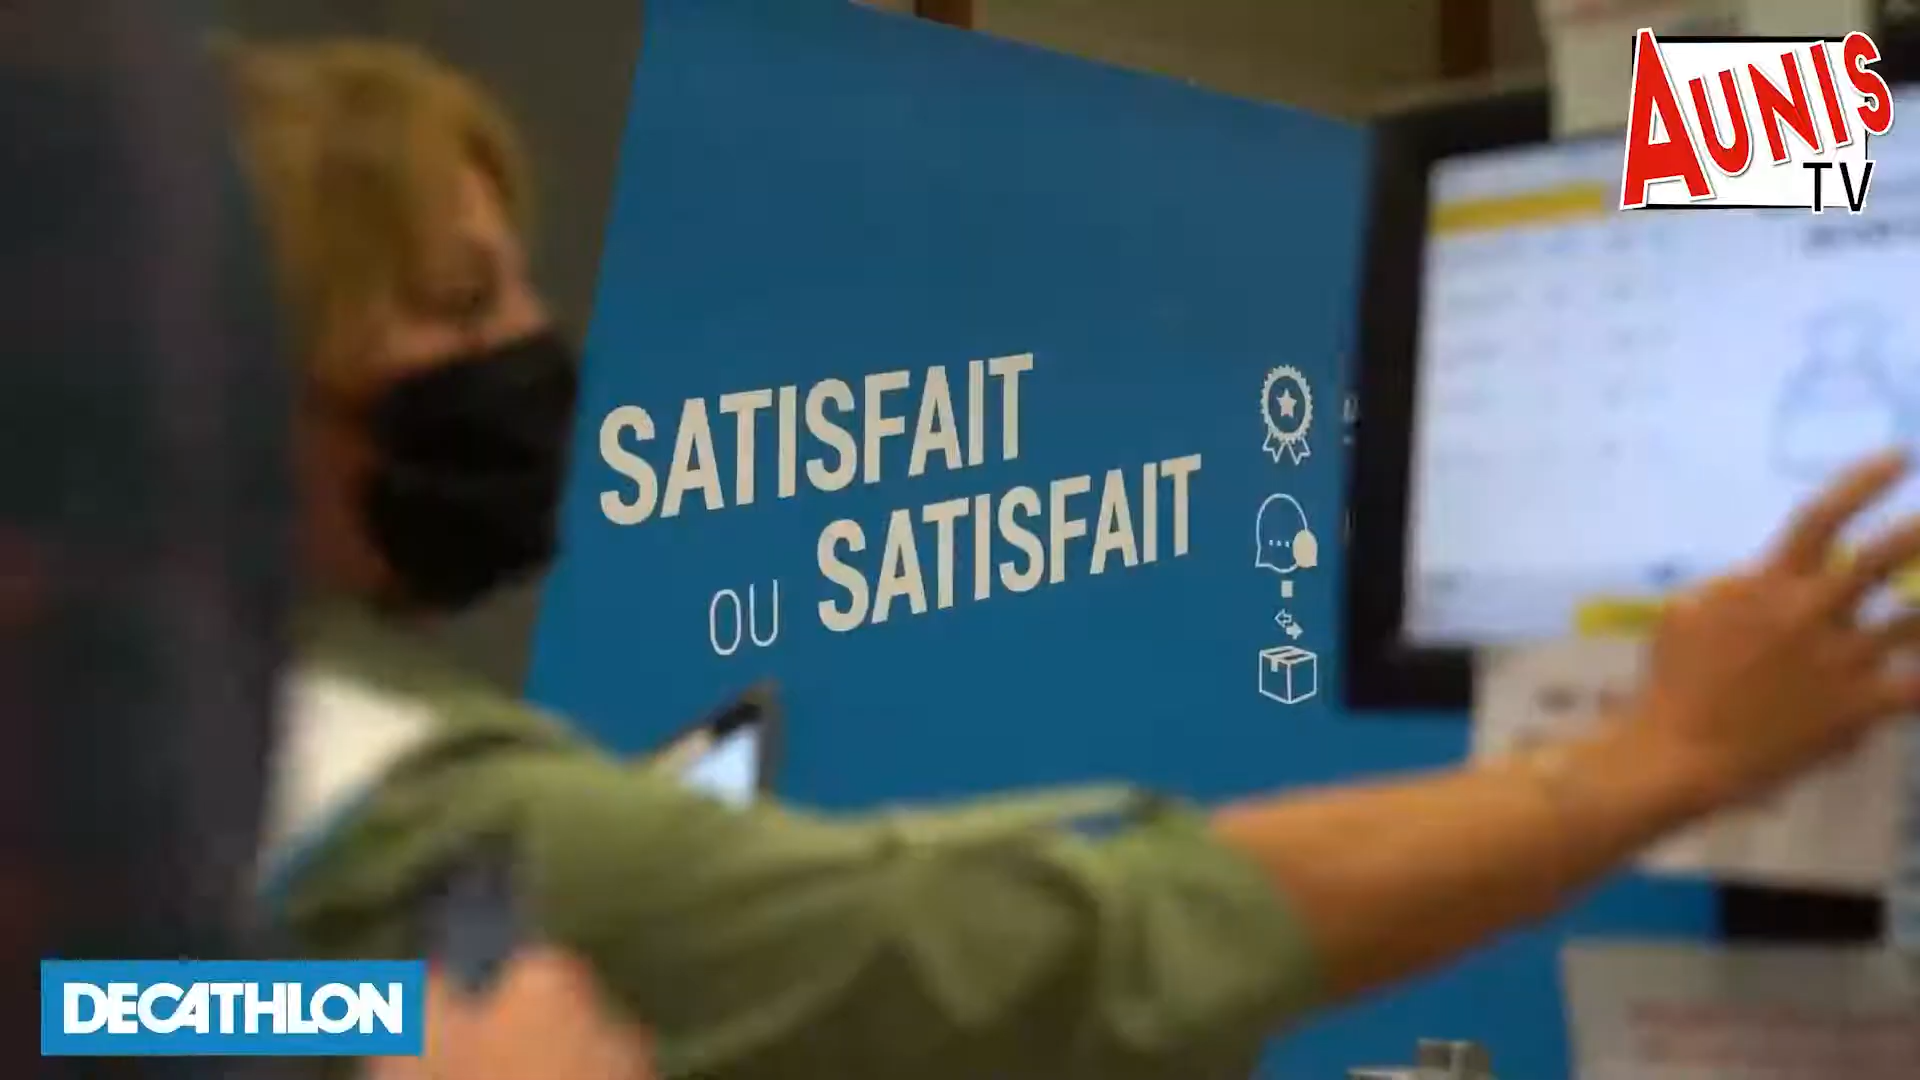 AUNIS
TV
SATISFAIT
OU SATISFAIT
DECATHLON